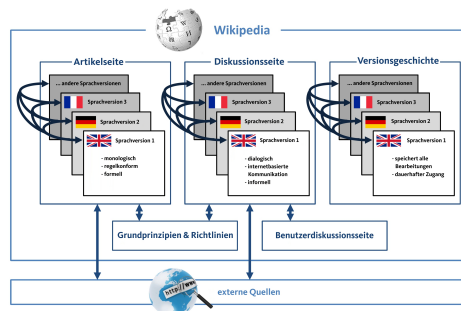 Wikipedia
Artikelseite
... andere Sprachversionen
Sprachversion 3
Sprachversion 2
Sprachversion 1
- monologisch
- regelkonform
- formell
Diskussionsseite
... andere Sprachversionen
Sprachversion 3
Sprachversion 2
Sprachversion 1
- dialogisch
- internetbasierte
Kommunikation
- informell
Versionsgeschichte
... andere Sprachversionen
Sprachversion 3
Sprachversion 2
Sprachversion 1
- speichert alle
Bearbeitungen
- dauerhafter Zugang
Grundprinzipien & Richtlinien
Benutzerdiskussionsseite
http://www
externe Quellen